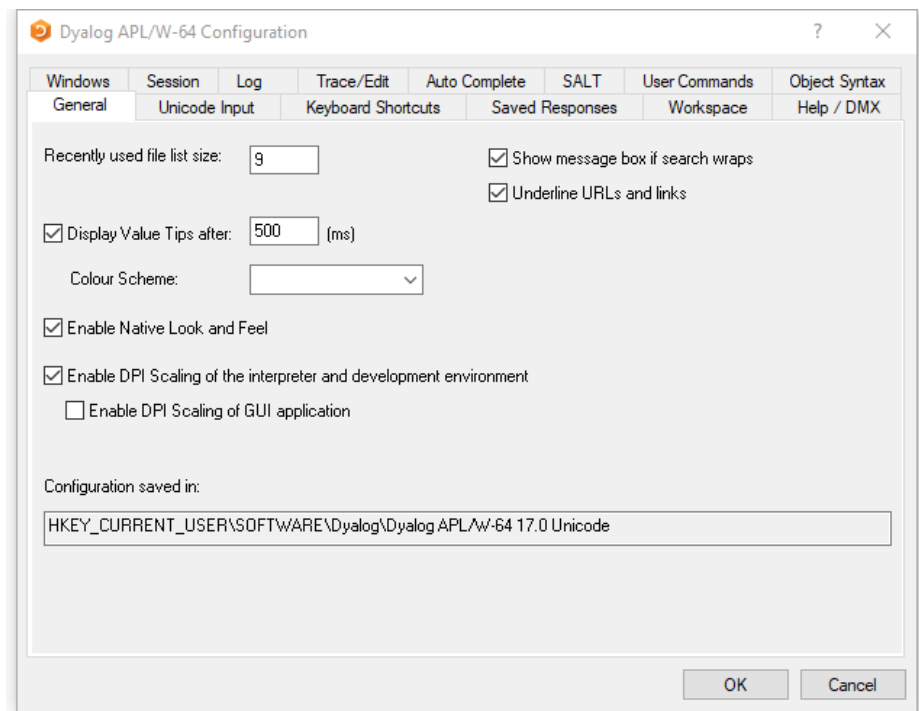 Dyalog APL/W-64 Configuration ?
Windows Session Log Trace/Edit Auto Complete SALT User Commands Object Syntax
General Unicode Input Keyboard Shortcuts Saved Responses Workspace Help / DMX
Recently used file list size: 9 Show message box if search wraps
Underline URLs and links
Display Value Tips after: 500 (ms)
Colour Scheme:
Enable Native Look and Feel
Enable DPI Scaling of the interpreter and development environment
Enable DPI Scaling of GUI application
Configuration saved in:
HKEY_CURRENT_USER\SOFTWARE\Dyalog\Dyalog APL/W-64 17.0 Unicode
OK Cancel